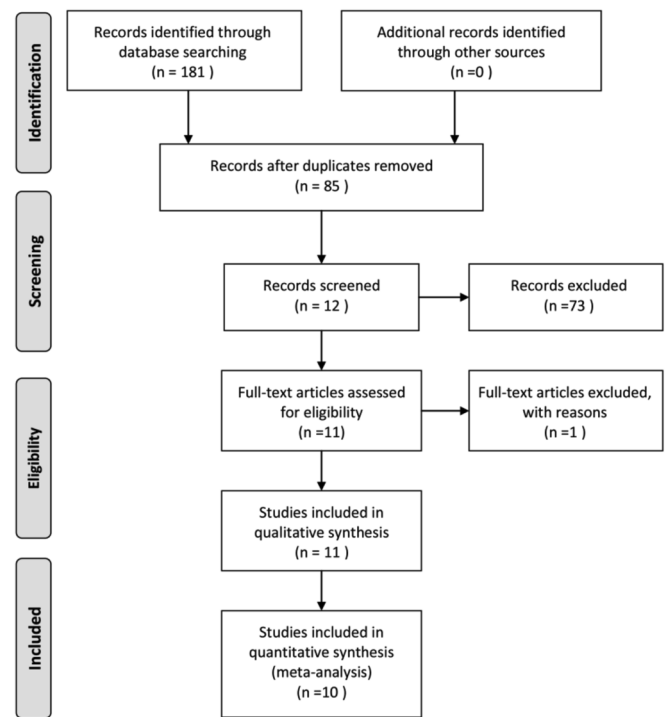 Identification
Records identified through
database searching
(n = 181 )
Additional records identified
through other sources
(n =0 )
Records after duplicates removed
(n = 85 )
Screening
Records screened
(n = 12 )
Records excluded
(n =73 )
Eligibility
Full-text articles assessed
for eligibility
(n =11)
Full-text articles excluded,
with reasons
(n =1 )
Studies included in
qualitative synthesis
(n = 11 )
Included
Studies included in
quantitative synthesis
(meta-analysis)
(n =10 )